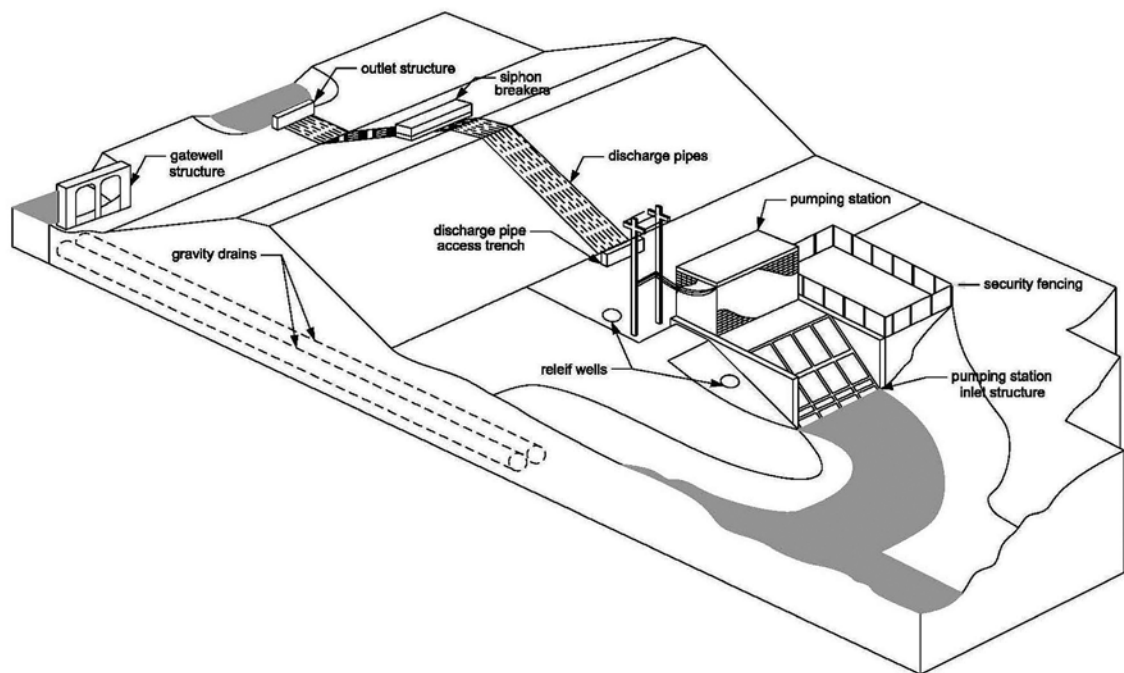 outlet structure
siphon
breakers
gatewell
structure
discharge pipes
pumping station
discharge pipe
access trench
gravity drains
security fencing
releif wells
pumping station
inlet structure